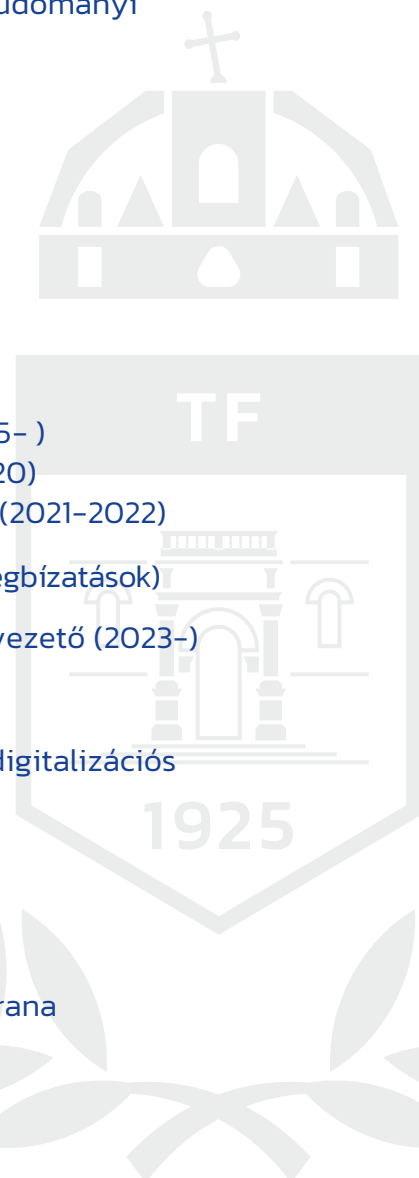 udományi
TF
5- )
20)
(2021-2022)
egbízatások)
vezető (2023-)
digitalizációs
1925
rana